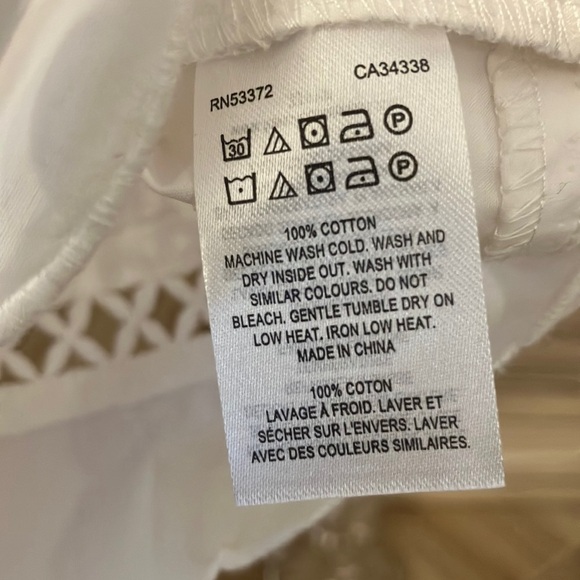 RN53372 CA34338
30 P
P
100% COTTON
MACHINE WASH COLD. WASH AND
DRY INSIDE OUT. WASH WITH
SIMILAR COLOURS. DO NOT
BLEACH. GENTLE TUMBLE DRY ON
LOW HEAT. IRON LOW HEAT.
MADE IN CHINA
100% COTON
LAVAGE À FROID. LAVER ET
SÉCHER SUR L'ENVERS. LAVER
AVEC DES COULEURS SIMILAIRES.